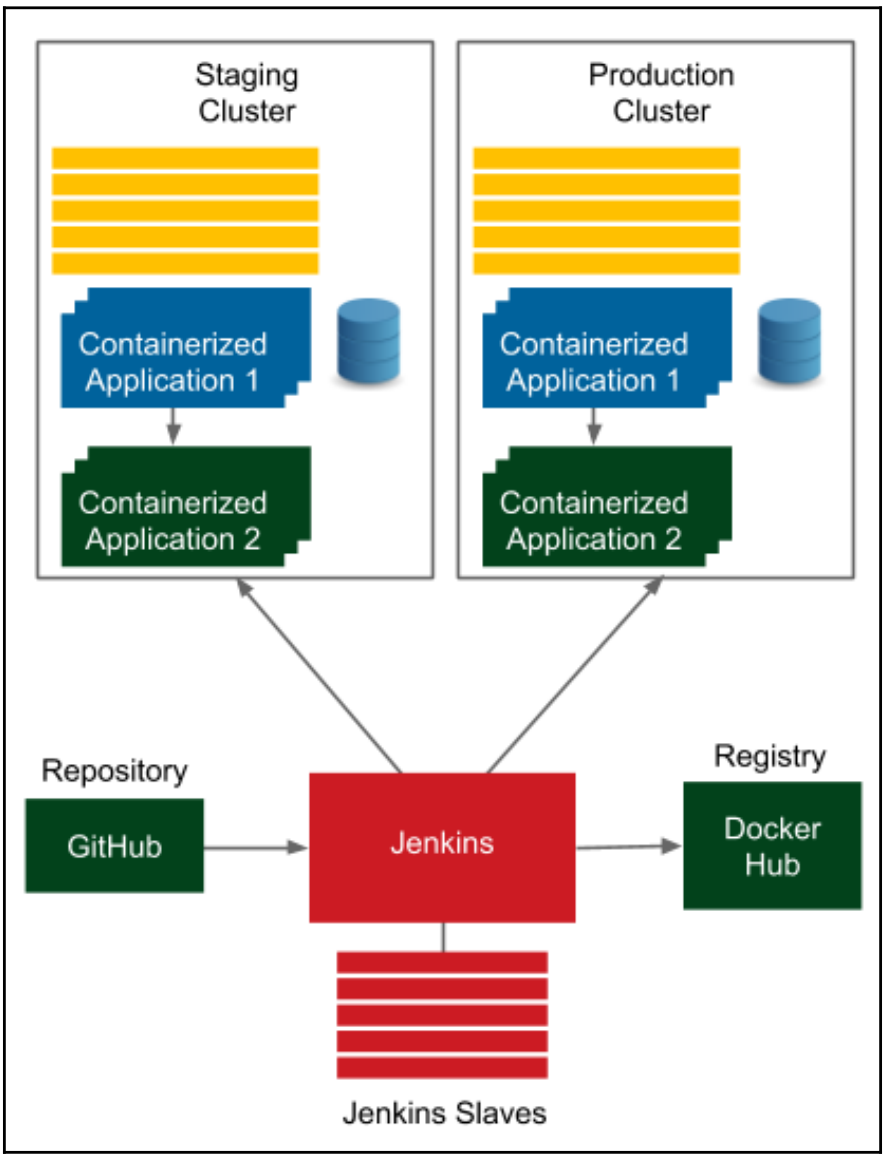 Staging
Cluster
Production
Cluster
Containerized
Application 1
Containerized
Application 1
Containerized
Application 2
Containerized
Application 2
Repository
Registry
GitHub
Jenkins
Docker
Hub
Jenkins Slaves